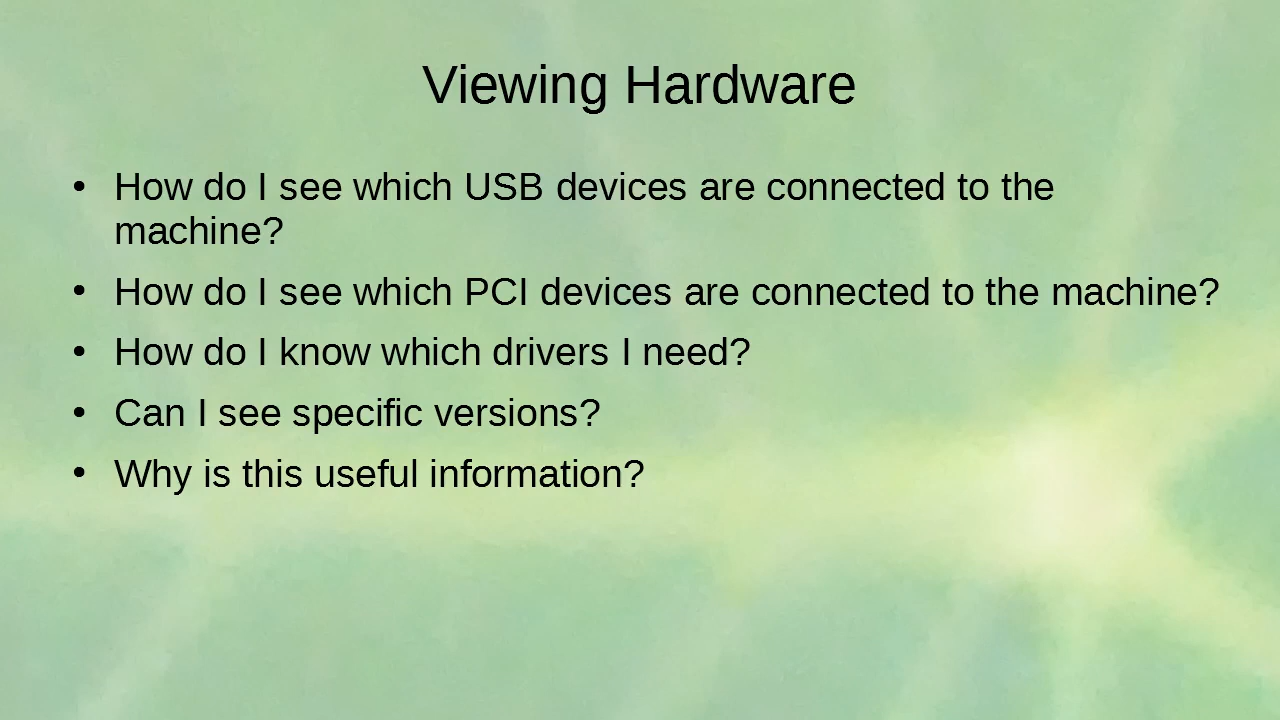 Viewing Hardware
• How do I see which USB devices are connected to the
machine?
• How do I see which PCI devices are connected to the machine?
• How do I know which drivers I need?
• Can I see specific versions?
• Why is this useful information?